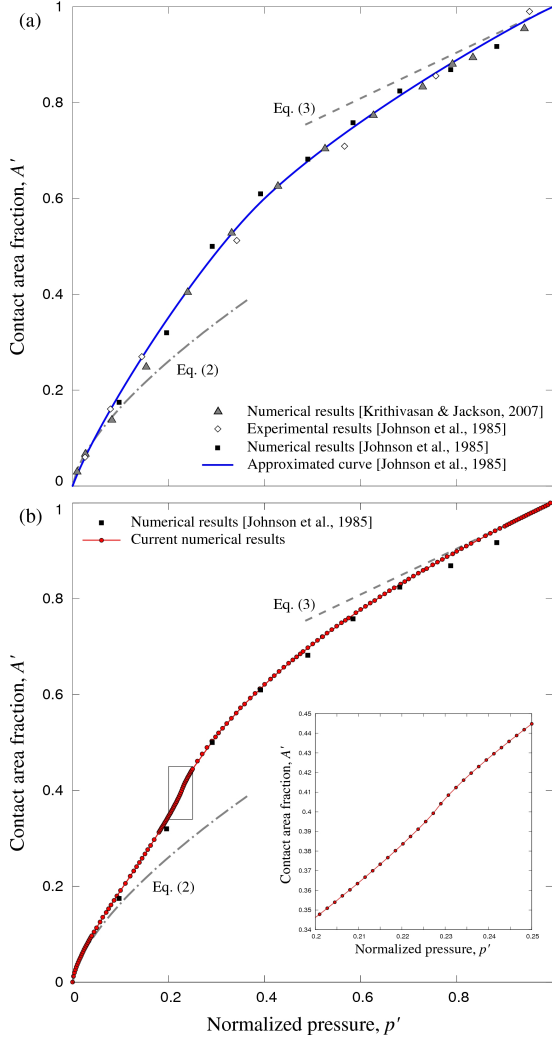 (a)
1
0.8
0.6
0.4
0.2
0
Contact area fraction, A′
Eq. (3)
Eq. (2)
Numerical results [Krithivasan & Jackson, 2007]
Experimental results [Johnson et al., 1985]
Numerical results [Johnson et al., 1985]
Approximated curve [Johnson et al., 1985]
(b)
1
0.8
0.6
0.4
0.2
0
Contact area fraction, A′
Numerical results [Johnson et al., 1985]
Current numerical results
Eq. (3)
Eq. (2)
0.45
0.44
0.43
0.42
0.41
0.4
0.39
0.38
0.37
0.36
0.35
0.34
Contact area fraction, A′
0.2
0.21
0.22
0.23
0.24
0.25
Normalized pressure, p′
0
0.2
0.4
0.6
0.8
Normalized pressure, p′